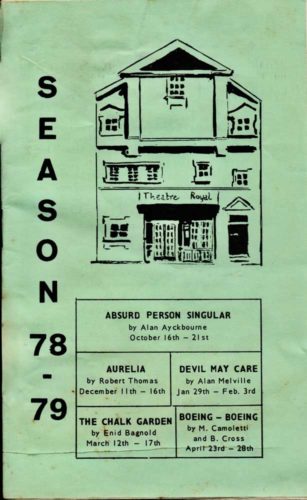 SEASON
78
-
79
Theatre Royal
ABSURD PERSON SINGULAR
by Alan Ayckbourne
October 16th – 21st
AURELIA
by Robert Thomas
December 11th – 16th
DEVIL MAY CARE
by Alan Melville
Jan 29th – Feb. 3rd
THE CHALK GARDEN
by Enid Bagnold
March 12th – 17th
BOEING – BOEING
by M. Camoletti
and B. Cross
April 23rd – 28th